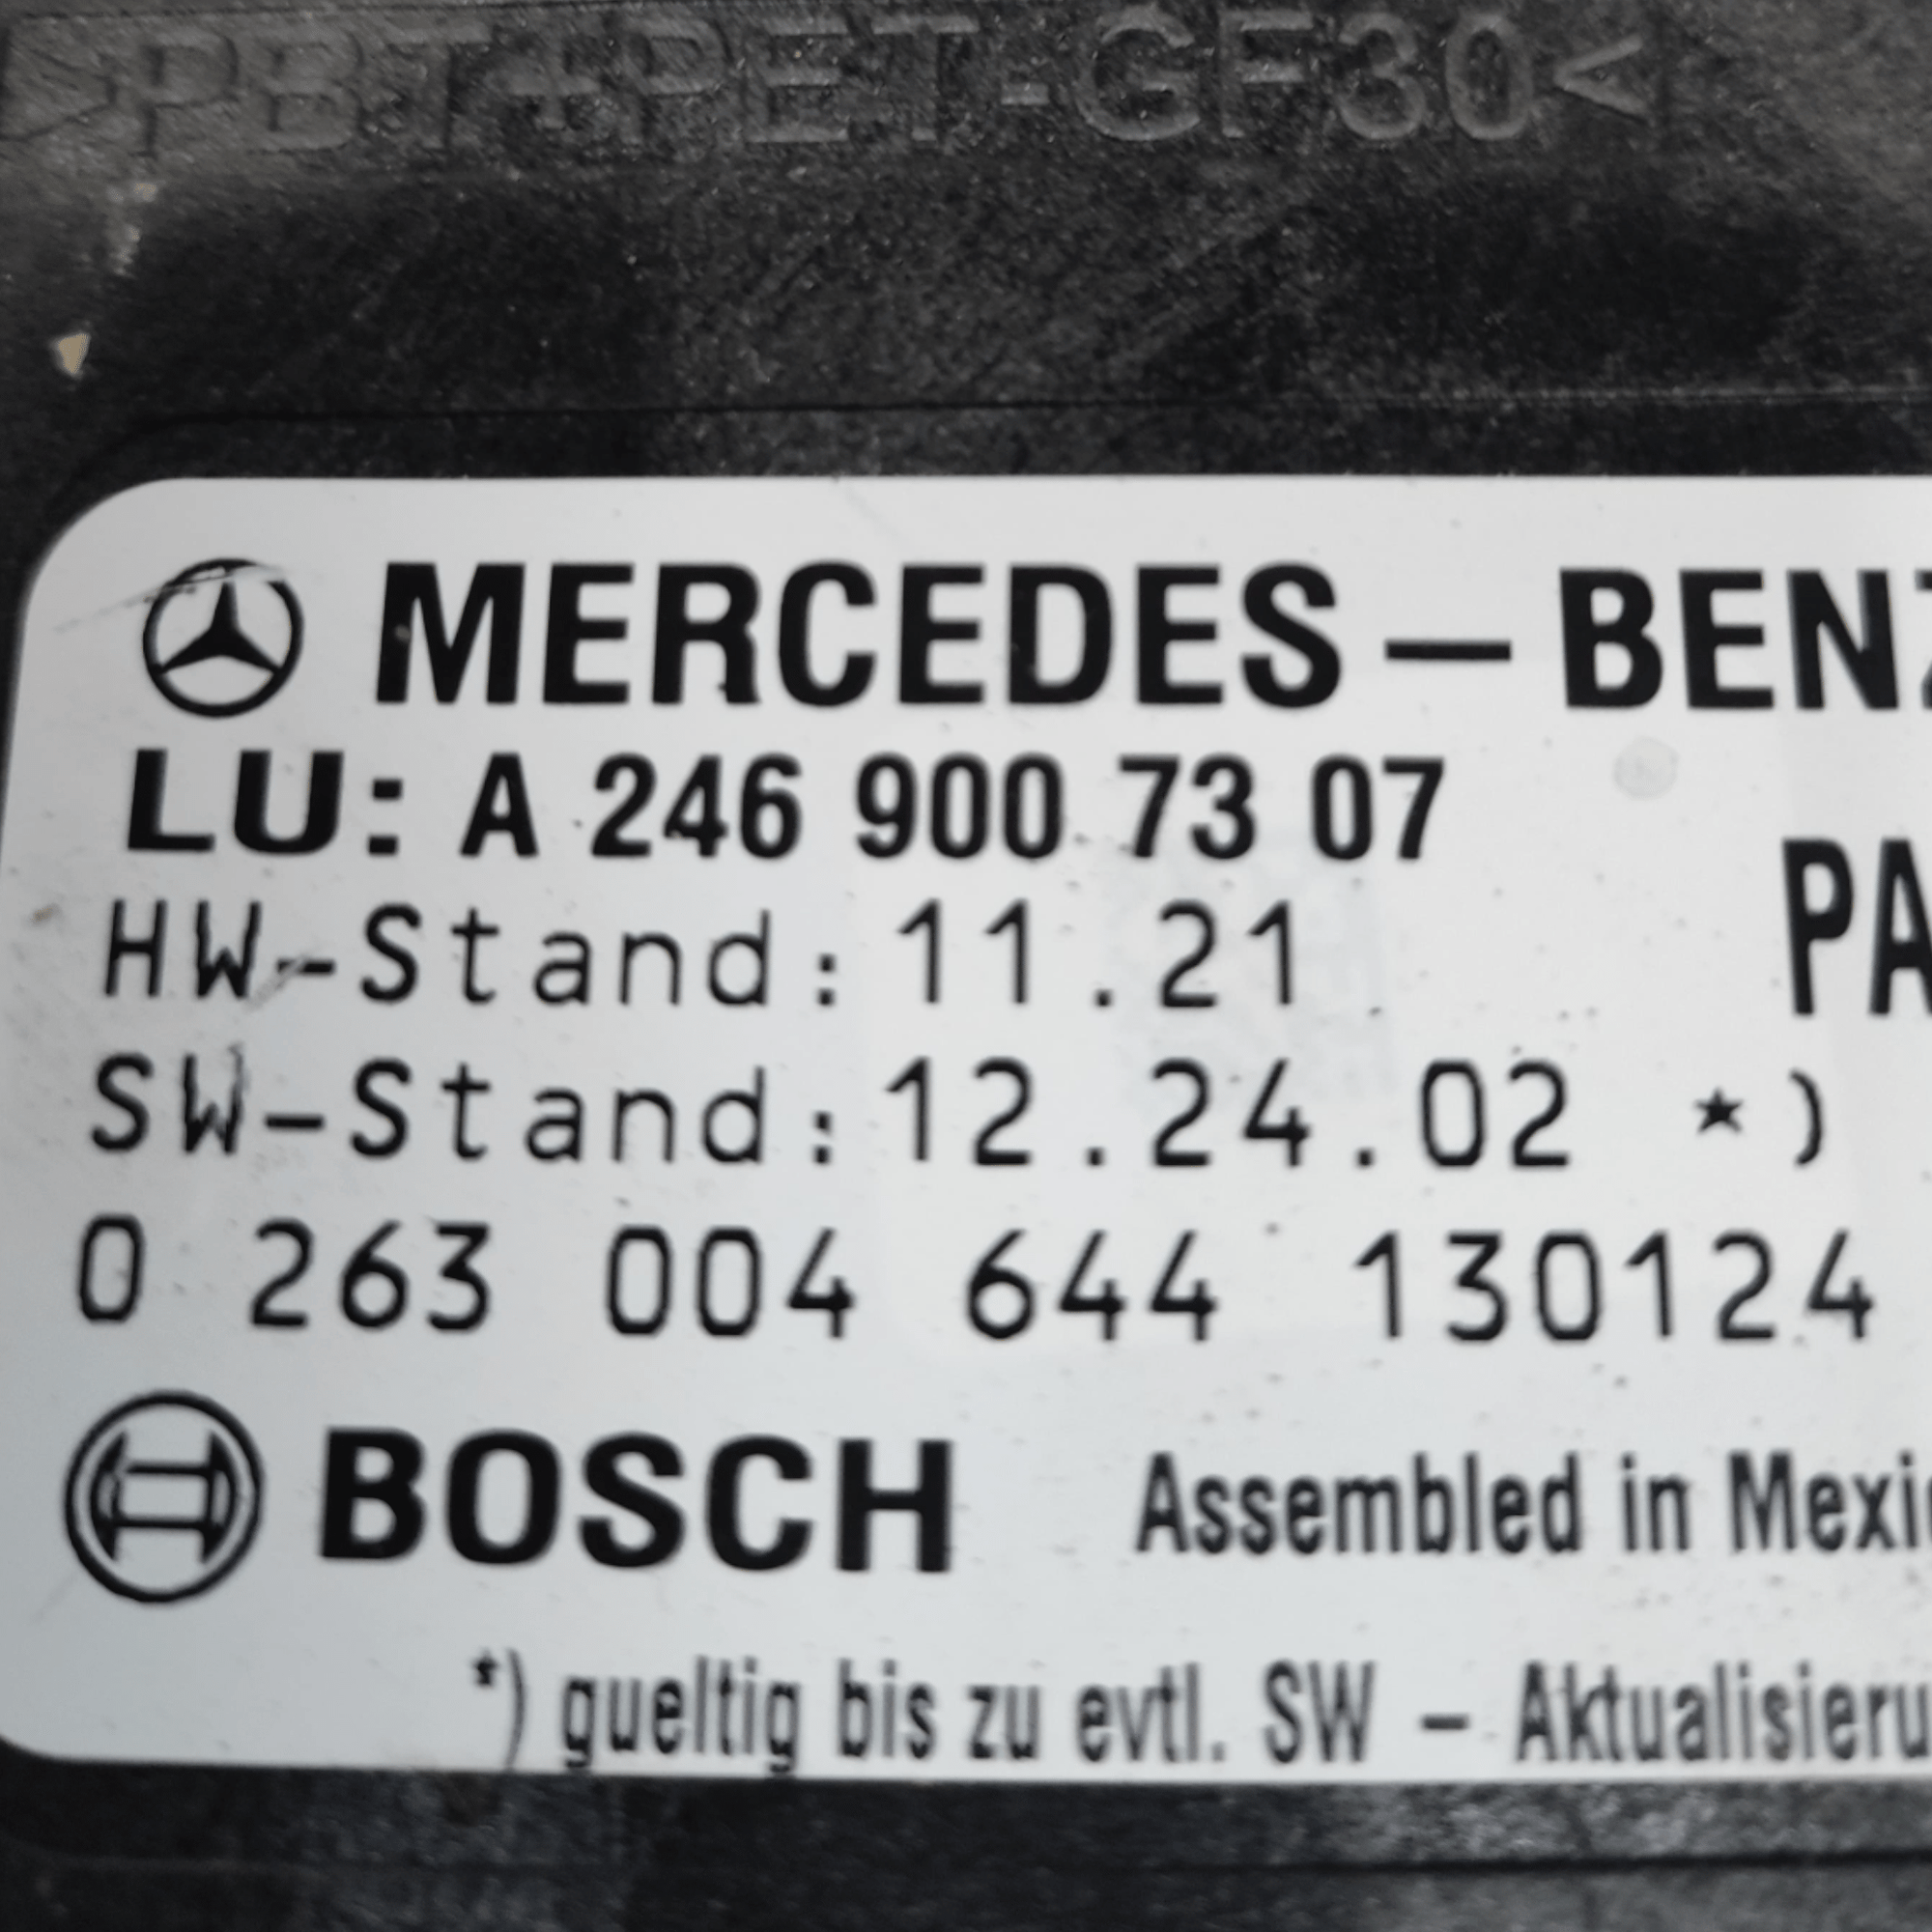 >PBT+PET-GF30<
MERCEDES-BENZ
LU: A 246 900 73 07
PA
HW-Stand: 11.21
SW-Stand: 12.24.02 *)
0 263 004 644 130124
BOSCH Assembled in Mexi
*) gueltig bis zu evtl. SW - Aktualisieru